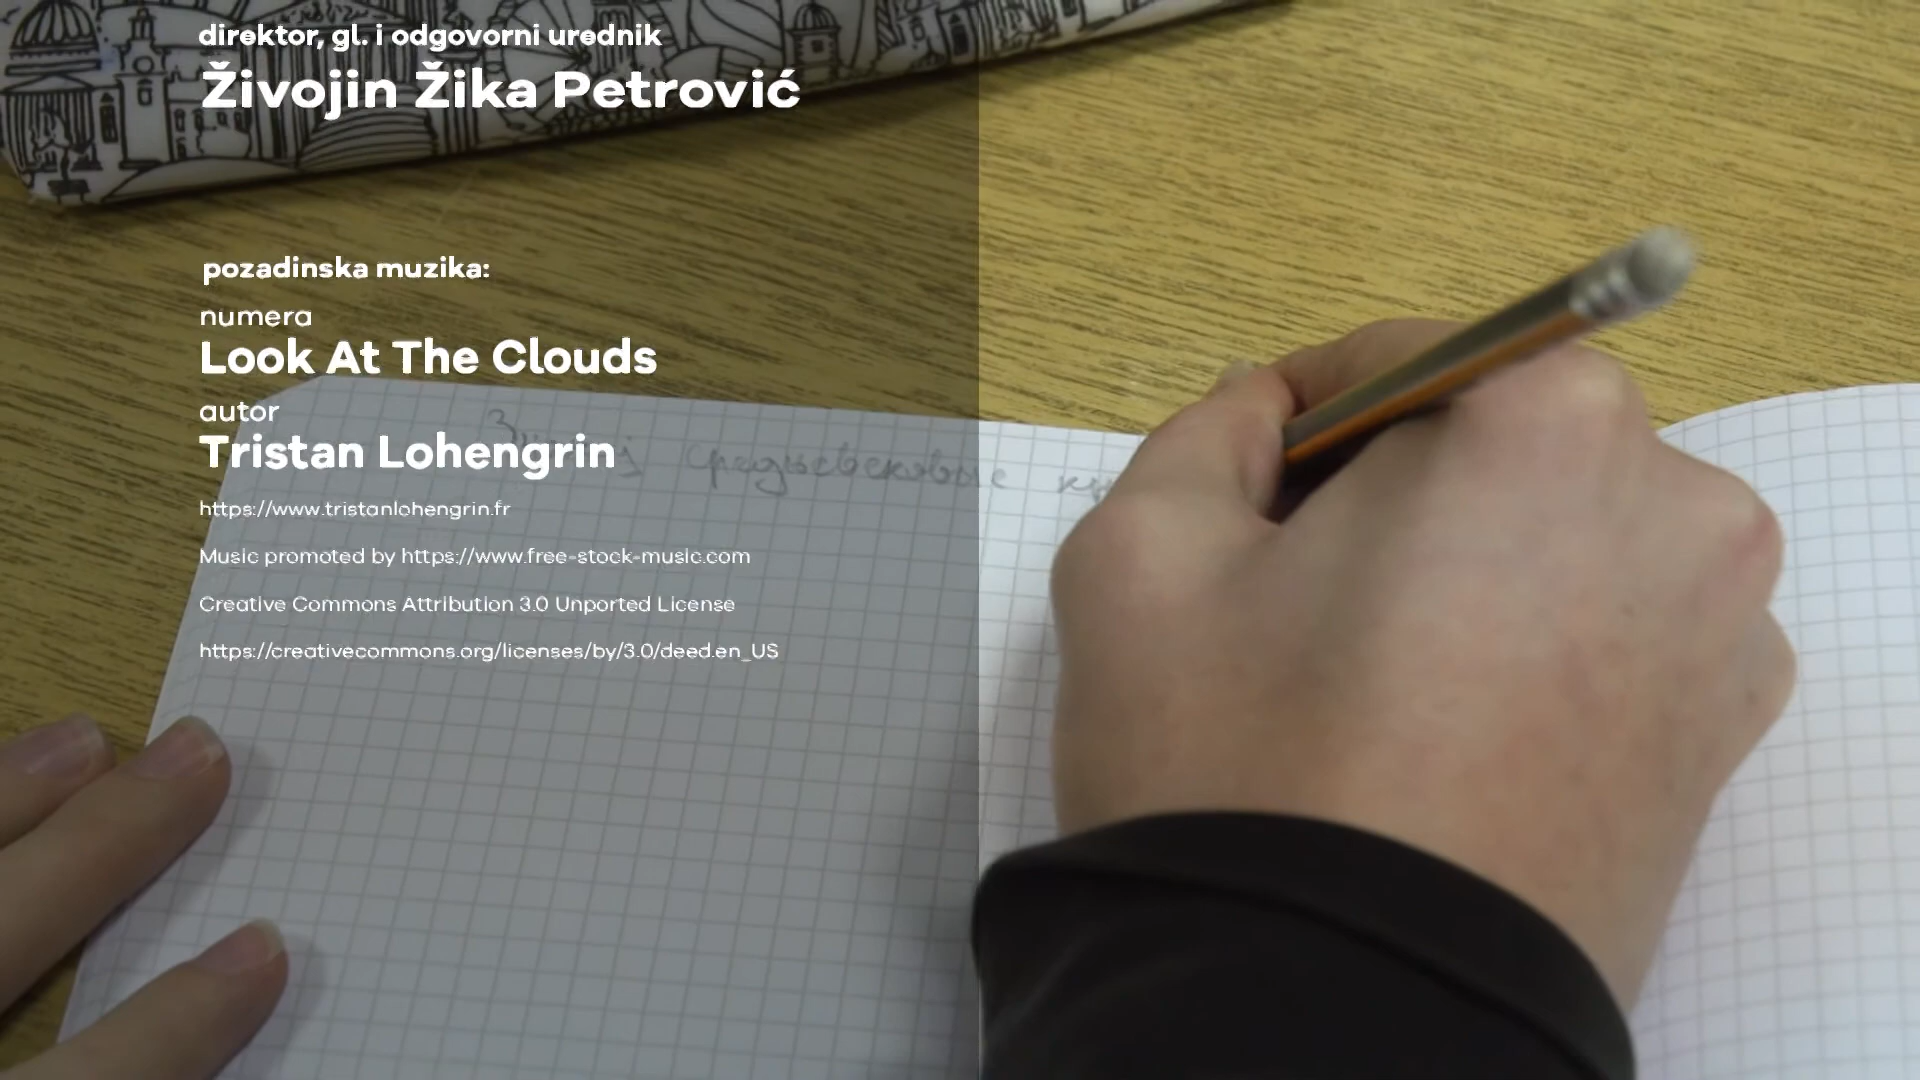 direktor, gl. i odgovorni urednik
Živojin Žika Petrović
pozadinska muzika:
numera
Look At The Clouds
autor
Tristan Lohengrin
https://www.tristanlohengrin.fr
Music promoted by https://www.free-stock-music.com
Creative Commons Attribution 3.0 Unported License
https://creativecommons.org/licenses/by/3.0/deed.en_US